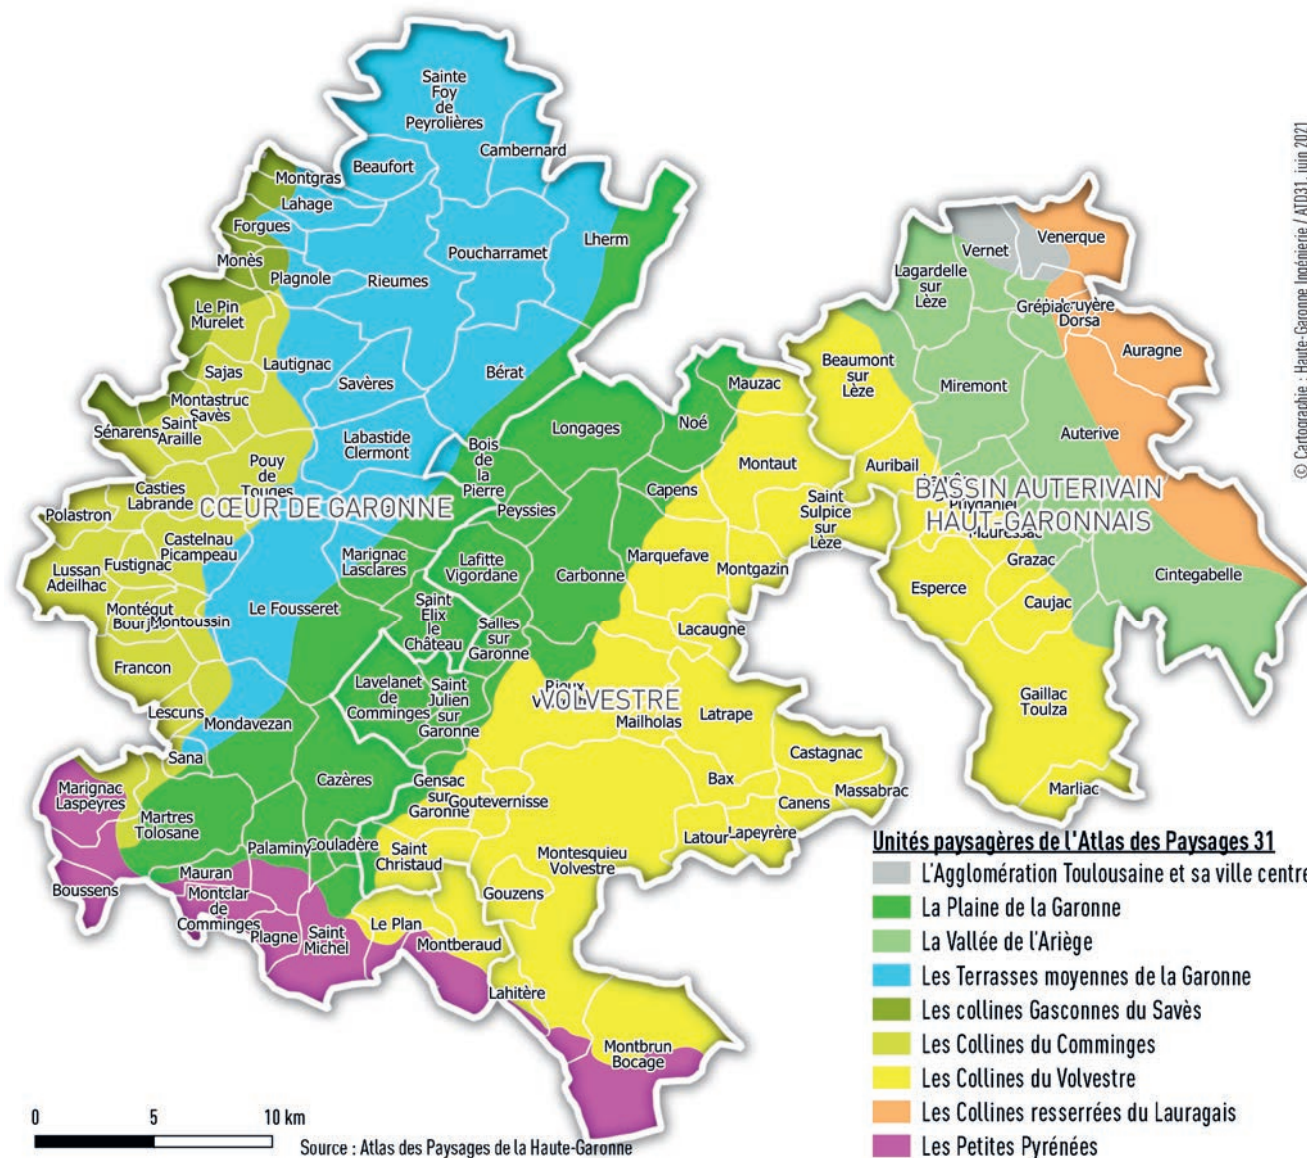 Sainte
Foy
de
Peyrolières
Cambernard
Beaufort
Montgras
Lahage
Forgues
Poucharramet
Lherm
Monès
Plagnole
Rieumes
Le Pin
Murelet
Lautignac
Sajas
Savères
Bérat
Montastruc
Savès
Saint
Araille
Sénarens
Labastide
Clermont
Pouy
de
Touges
Casties
Labrande
Polastron
CŒUR DE GARONNE
Castelnau
Picampeau
Fustignac
Lussan
Adeilhac
Montégut
Montoussin
Le Fousseret
Marignac
Lasclares
Francon
Lescuns
Mondavezan
Sana
Marignac
Laspeyres
Martres
Tolosane
Cazères
Palaminy
Couladère
Mauran
Boussens
Montclar
de
Comminges
Plagne
Saint
Michel
Le Plan
Montberaud
Mauzac
Noé
Longages
Bois
de la
Pierre
Peyssies
Capens
Montaut
Saint
Sulpice
sur
Lèze
Lafitte
Vigordane
Carbonne
Marquefave
Montgazin
Saint
Elix
le
Château
Salles
sur
Garonne
Lacaugne
Lavelanet
de
Comminges
Saint
Julien
sur
Garonne
VOLVESTRE
Mailholas
Latrape
Castagnac
Massabrac
Bax
Canens
Gensac
sur
Garonne
Goutevernisse
Latour
Lapeyrère
Saint
Christaud
Montesquieu
Volvestre
Gouzens
Lahitère
Montbrun
Bocage
Vernet
Venerque
Lagardelle
sur
Lèze
Grépiac
Dorsa
Auragne
Beaumont
sur
Lèze
Miremont
Auterive
Auribail
BASSIN AUTERIVAIN
HAUT-GARONNAIS
Grazac
Esperce
Caujac
Cintegabelle
Gaillac
Toulza
Marliac
© Cartographie : Haute-Garonne Ingénierie / ATD31, juin 2021
Unités paysagères de l'Atlas des Paysages 31
L'Agglomération Toulousaine et sa ville centre
La Plaine de la Garonne
La Vallée de l'Ariège
Les Terrasses moyennes de la Garonne
Les collines Gasconnes du Savès
Les Collines du Comminges
Les Collines du Volvestre
Les Collines resserrées du Lauragais
Les Petites Pyrénées
0 5 10 km
Source : Atlas des Paysages de la Haute-Garonne